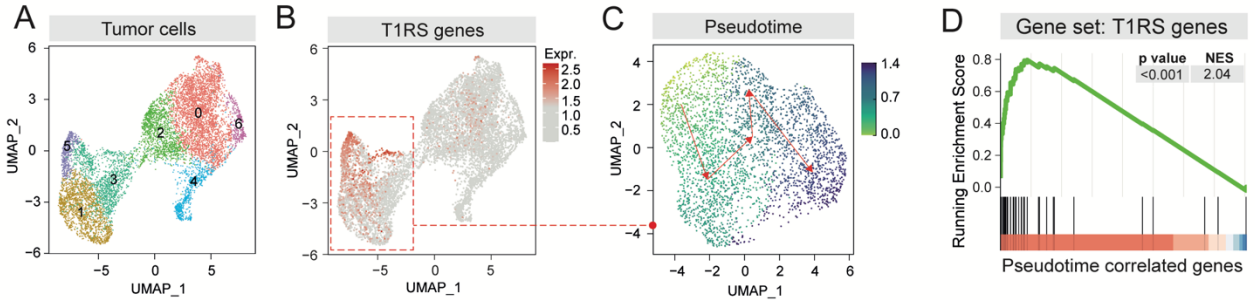 A
Tumor cells
UMAP_2
6
3
0
−3
−6
0
1
2
3
4
5
6
−5
0
5
UMAP_1
B
T1RS genes
Expr.
2.5
2.0
1.5
1.0
0.5
UMAP_2
6
3
0
−3
−6
−5
0
5
UMAP_1
C
Pseudotime
1.4
0.7
0.0
UMAP_2
4
2
0
−2
−4
−4
−2
0
2
4
6
UMAP_1
D
Gene set: T1RS genes
p value NES
<0.001 2.04
Running Enrichment Score
0.8
0.6
0.4
0.2
0.0
Pseudotime correlated genes